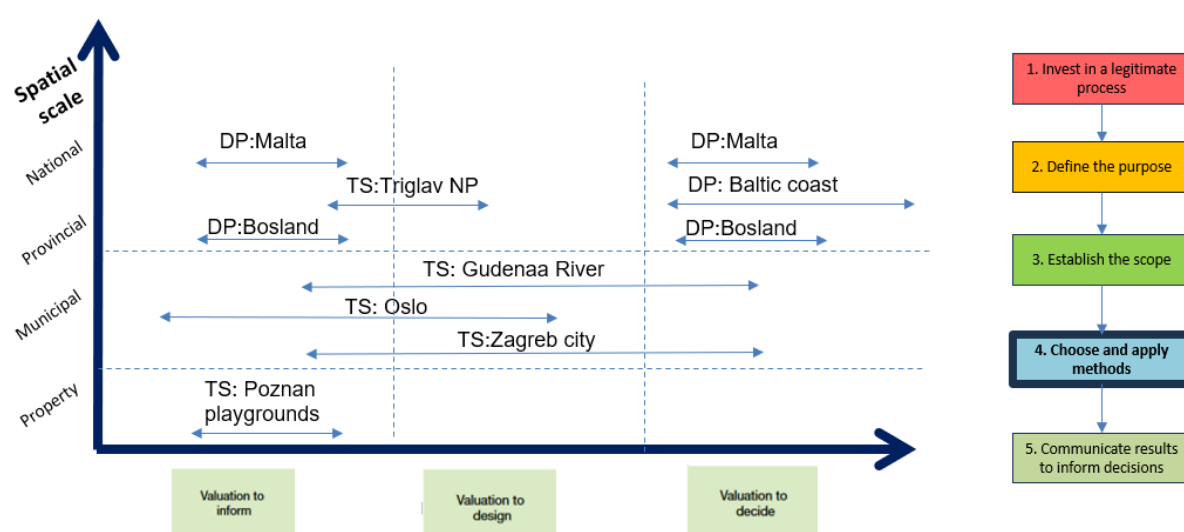 Spatial
scale
National
Provincial
Municipal
Property
DP:Malta
DP:Malta
TS:Triglav NP
DP: Baltic coast
DP:Bosland
DP:Bosland
TS: Gudenaa River
TS: Oslo
TS:Zagreb city
TS: Poznan
playgrounds
Valuation to
inform
Valuation to
design
Valuation to
decide
1. Invest in a legitimate
process
2. Define the purpose
3. Establish the scope
4. Choose and apply
methods
5. Communicate results
to inform decisions